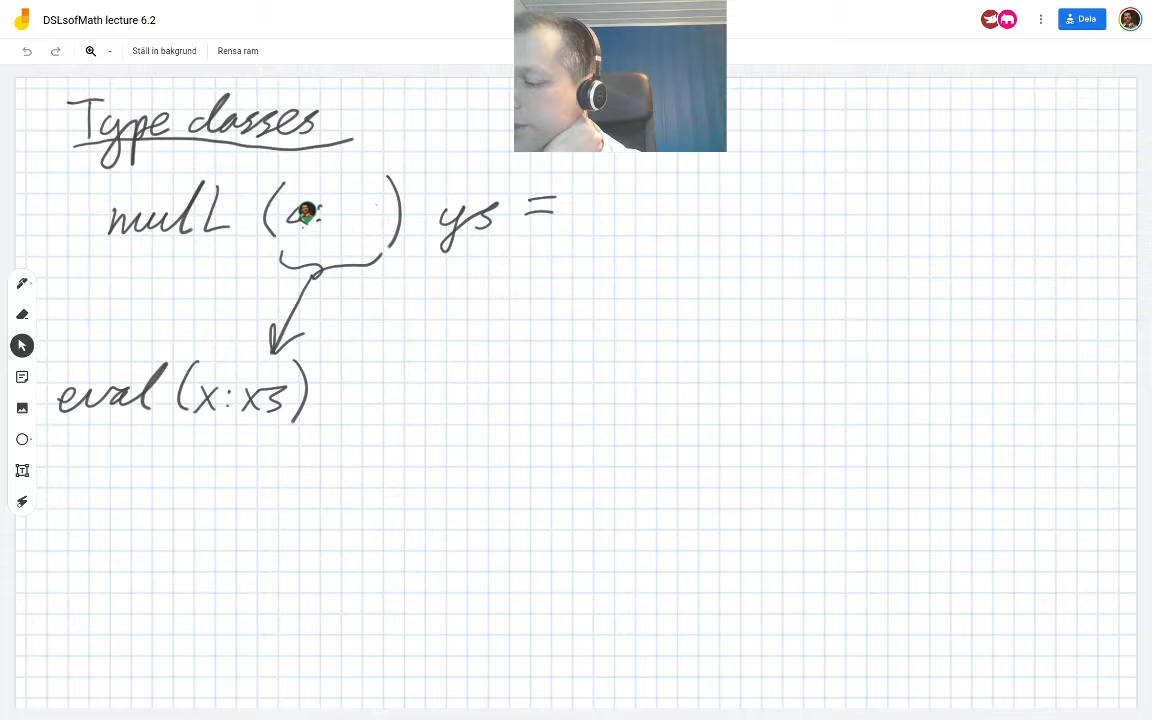 DSLsofMath lecture 6.2
Dela
Ställ in bakgrund
Rensa ram
Type classes
mulL ( : ) ys =
eval (x:xs)